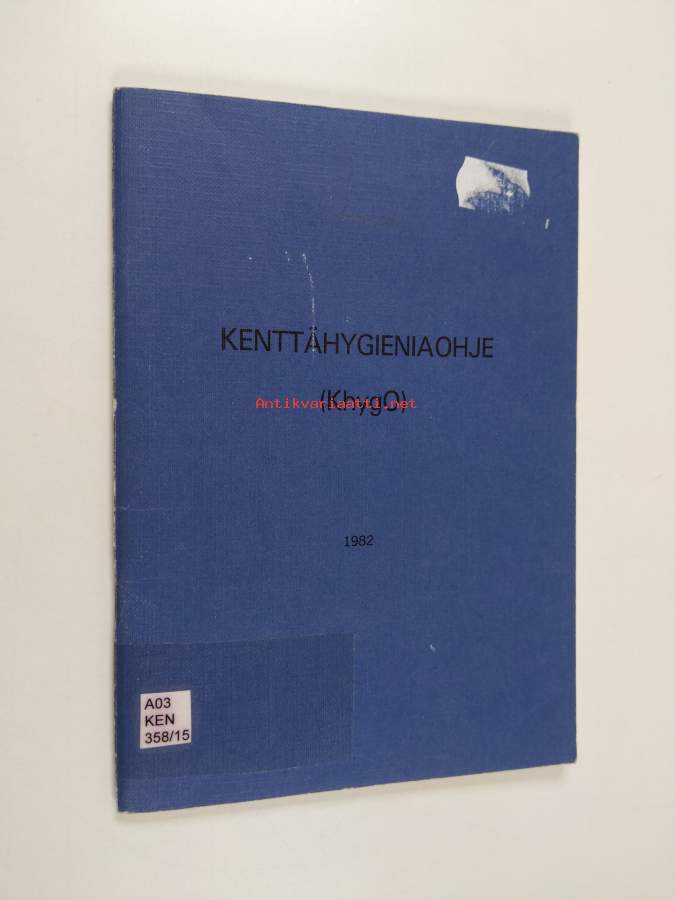 KENTTÄHYGIENIAOHJE
(KhygO)
Antikvariaatti.net
1982
A03
KEN
358/15